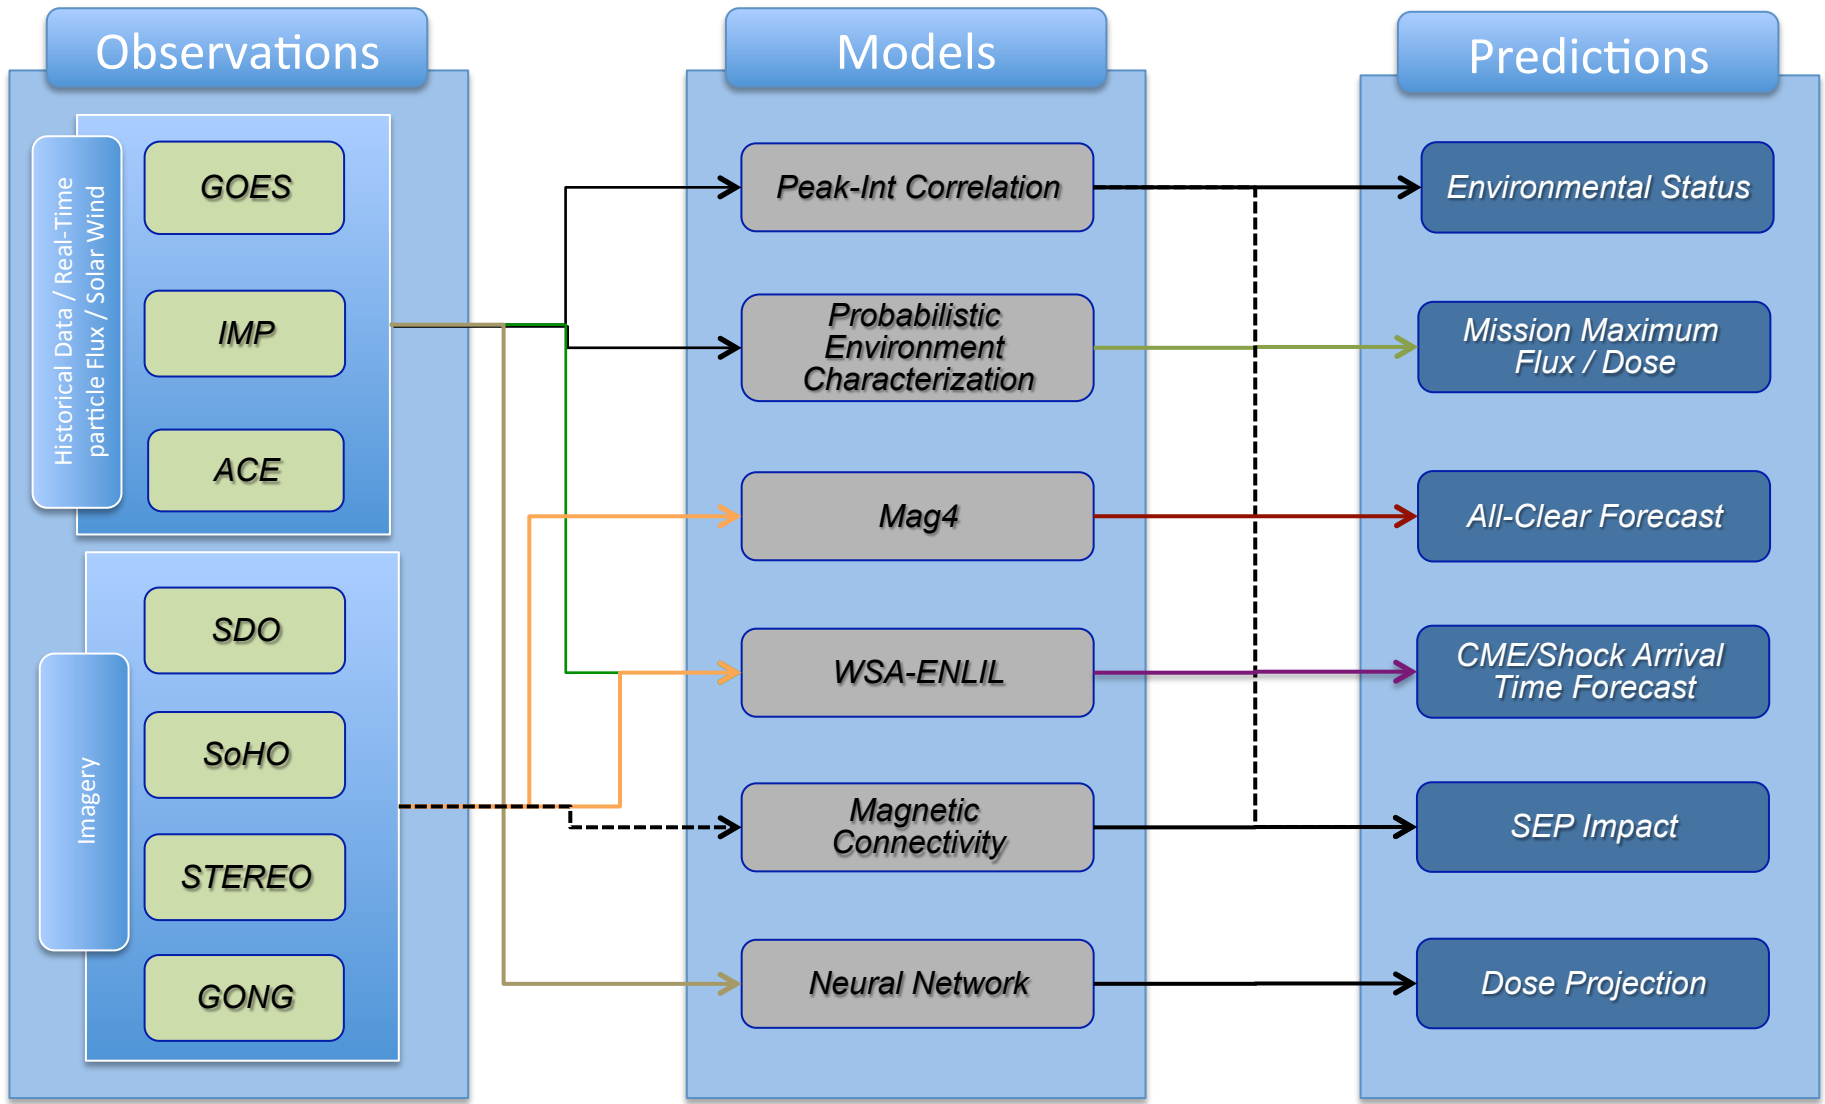 Observations
Historical Data / Real-Time
particle Flux / Solar Wind
GOES
IMP
ACE
Imagery
SDO
SoHO
STEREO
GONG
Models
Peak-Int Correlation
Probabilistic
Environment
Characterization
Mag4
WSA-ENLIL
Magnetic
Connectivity
Neural Network
Predictions
Environmental Status
Mission Maximum
Flux / Dose
All-Clear Forecast
CME/Shock Arrival
Time Forecast
SEP Impact
Dose Projection